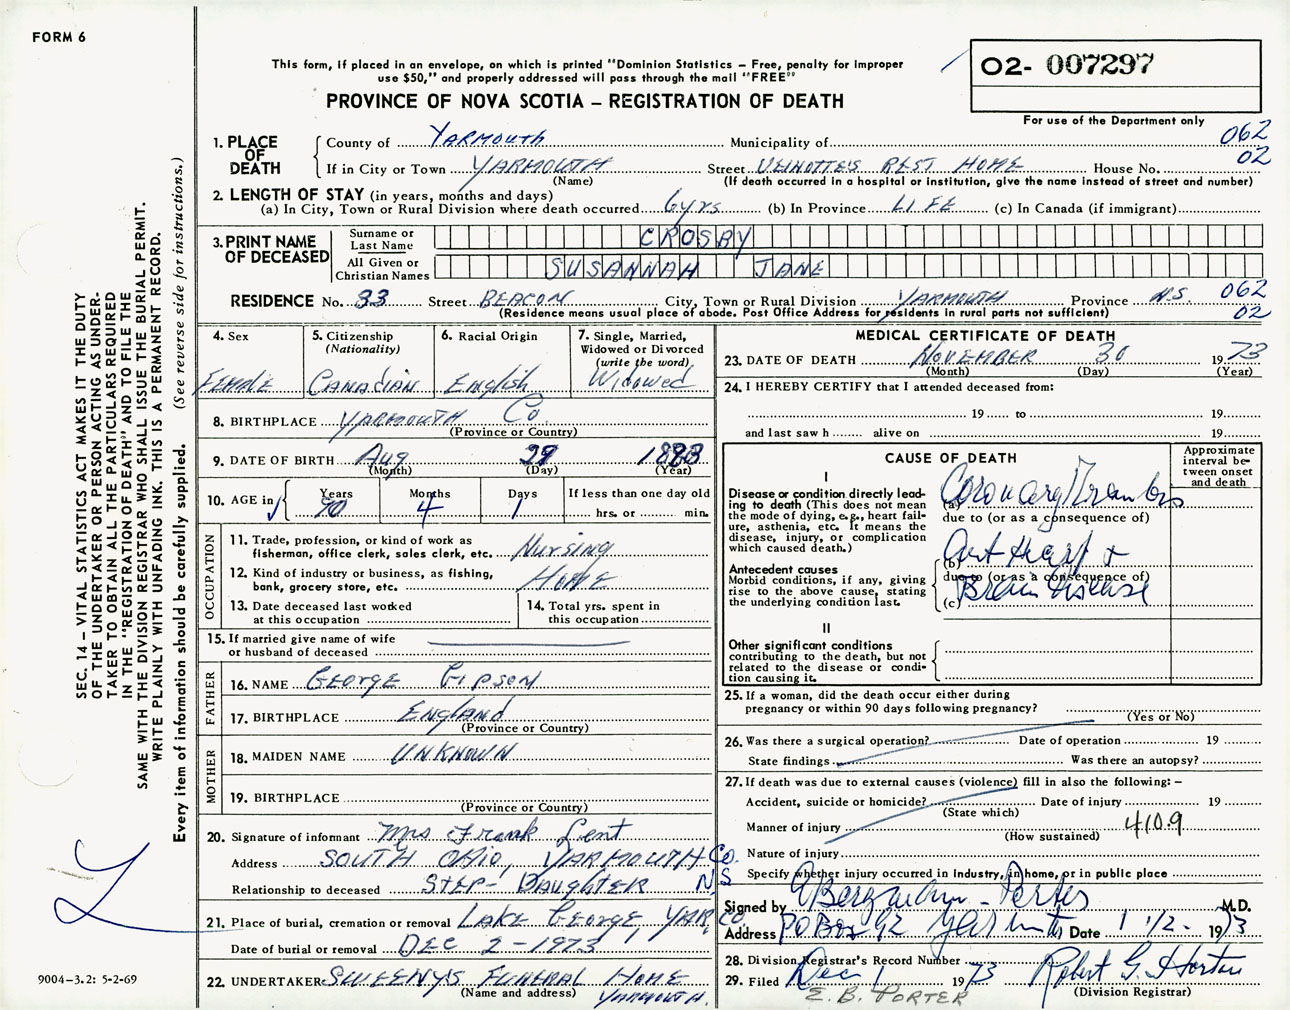 FORM 6
This form, if placed in an envelope, on which is printed "Dominion Statistics – Free, penalty for improper
use $50," and properly addressed will pass through the mail "FREE"
PROVINCE OF NOVA SCOTIA – REGISTRATION OF DEATH
02- 007297
For use of the Department only
SEC. 14 – VITAL STATISTICS ACT MAKES IT THE DUTY
OF THE UNDERTAKER OR PERSON ACTING AS UNDER-
TAKER TO OBTAIN ALL THE PARTICULARS REQUIRED
IN THE "REGISTRATION OF DEATH" AND TO FILE THE
SAME WITH THE DIVISION REGISTRAR WHO SHALL ISSUE THE BURIAL PERMIT.
WRITE PLAINLY WITH UNFADING INK. THIS IS A PERMANENT RECORD.
Every item of information should be carefully supplied. (See reverse side for instructions.)
1. PLACE OF DEATH
County of YARMOUTH Municipality of 062
If in City or Town YARMOUTH Street VEINOTTE'S REST HOME House No. 02
(Name) (If death occurred in a hospital or institution, give the name instead of street and number)
2. LENGTH OF STAY (in years, months and days)
(a) In City, Town or Rural Division where death occurred 6 yrs (b) In Province LIFE (c) In Canada (if immigrant)
3. PRINT NAME OF DECEASED
Surname or Last Name CROSBY
All Given or Christian Names SUSANNAH JANE
RESIDENCE No. 33 Street BEACON City, Town or Rural Division YARMOUTH Province N.S. 062
(Residence means usual place of abode. Post Office Address for residents in rural parts not sufficient) 02
4. Sex
FEMALE
5. Citizenship (Nationality)
CANADIAN
6. Racial Origin
English
7. Single, Married, Widowed or Divorced (write the word)
Widowed
8. BIRTHPLACE YARMOUTH Co.
(Province or Country)
9. DATE OF BIRTH Aug 29 1883
(Month) (Day) (Year)
10. AGE in Years Months Days If less than one day old
90 4 1 hrs. or min.
OCCUPATION
11. Trade, profession, or kind of work as
fisherman, office clerk, sales clerk, etc. Nursing
12. Kind of industry or business, as fishing,
bank, grocery store, etc. HOME
13. Date deceased last worked at this occupation
14. Total yrs. spent in this occupation
15. If married give name of wife
or husband of deceased
FATHER
16. NAME GEORGE GIPSON
17. BIRTHPLACE ENGLAND
(Province or Country)
MOTHER
18. MAIDEN NAME UNKNOWN
19. BIRTHPLACE
(Province or Country)
20. Signature of informant Mrs Frank Lent
Address SOUTH OHIO, YARMOUTH CO.
Relationship to deceased STEP-DAUGHTER NS
21. Place of burial, cremation or removal LAKE GEORGE, YAR. CO
Date of burial or removal DEC 2 – 1973
22. UNDERTAKER SWEENY'S FUNERAL HOME
(Name and address) YARMOUTH.
MEDICAL CERTIFICATE OF DEATH
23. DATE OF DEATH NOVEMBER 30 1973
(Month) (Day) (Year)
24. I HEREBY CERTIFY that I attended deceased from:
19 to 19
and last saw h alive on 19
CAUSE OF DEATH
Approximate interval between onset and death
I
Disease or condition directly lead-
ing to death (This does not mean
the mode of dying, e.g., heart fail-
ure, asthenia, etc. It means the
disease, injury, or complication
which caused death.)
(a) Coronary
due to (or as a consequence of)
Antecedent causes
Morbid conditions, if any, giving
rise to the above cause, stating
the underlying condition last.
(b) Art Heart +
due to (or as a consequence of)
(c) Brain disease
II
Other significant conditions
contributing to the death, but not
related to the disease or condi-
tion causing it.
25. If a woman, did the death occur either during
pregnancy or within 90 days following pregnancy?
(Yes or No)
26. Was there a surgical operation? Date of operation 19
State findings Was there an autopsy?
27. If death was due to external causes (violence) fill in also the following: –
Accident, suicide or homicide? Date of injury 19
(State which)
Manner of injury 4109
(How sustained)
Nature of injury
Specify whether injury occurred in industry, in home, or in public place
Signed by M.D.
Address PO Box 92 Yarmouth Date 1 12 - 1973
28. Division Registrar's Record Number
29. Filed Dec 1 1973 Robert G. Horton
(Division Registrar)
E. B. PORTER
9004–3.2: 5-2-69